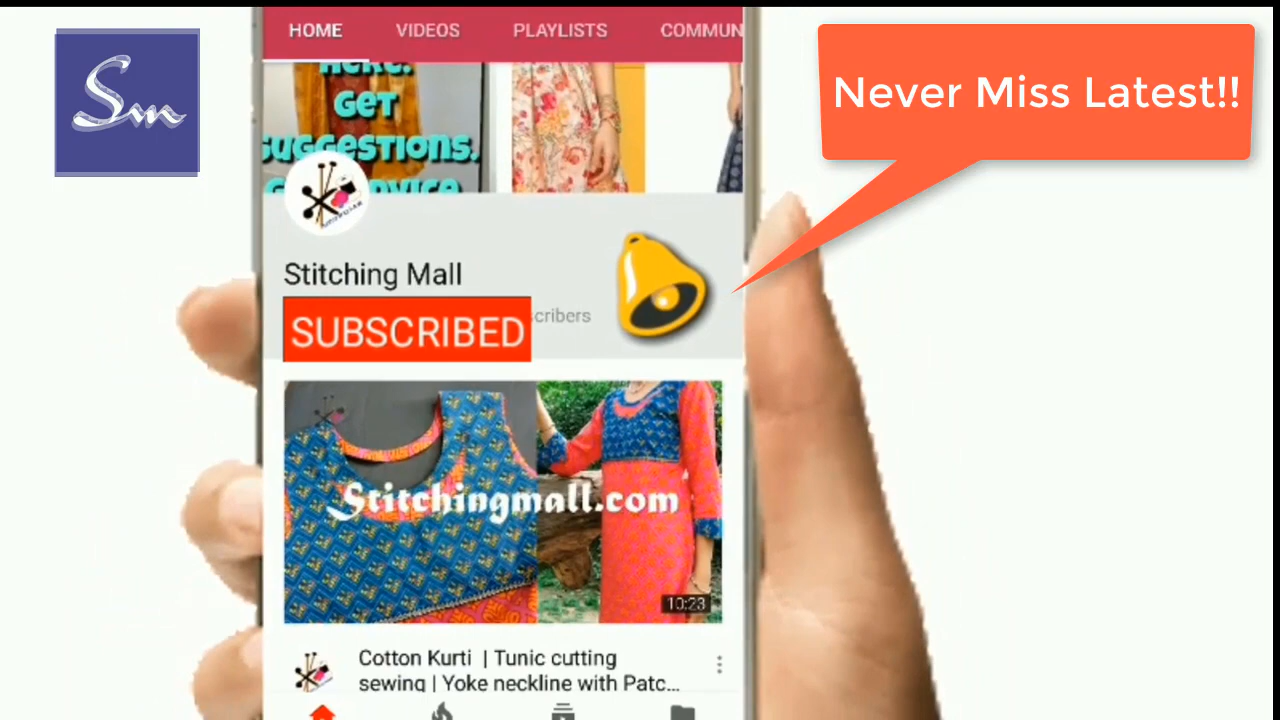 HOME VIDEOS PLAYLISTS COMMUN
Sm
Never Miss Latest!!
HERE.
GET
SUGGESTIONS.
Stitching Mall
SUBSCRIBED
cribers
Stitchingmall.com
10:23
Cotton Kurti | Tunic cutting
sewing | Yoke neckline with Patc...